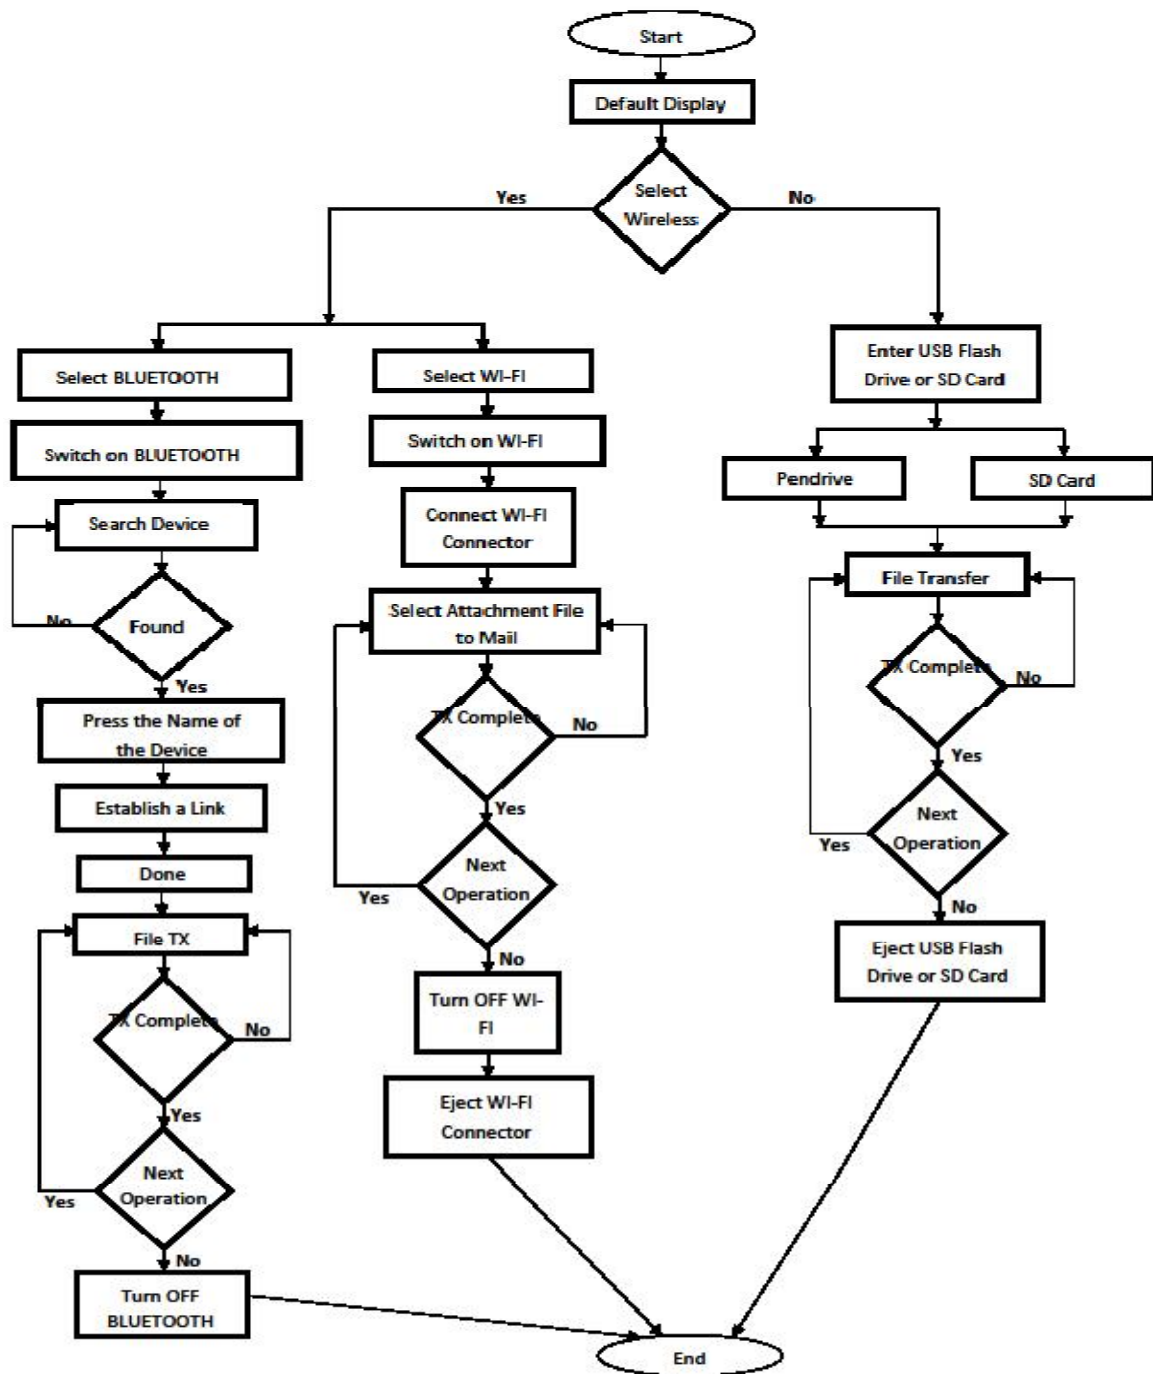 Start
Default Display
Select
Wireless
Yes
No
Select BLUETOOTH
Switch on BLUETOOTH
Search Device
No
Found
Yes
Press the Name of
the Device
Establish a Link
Done
File TX
TX Complete
No
Yes
Next
Operation
Yes
No
Turn OFF
BLUETOOTH
Select WI-FI
Switch on WI-FI
Connect WI-FI
Connector
Select Attachment File
to Mail
TX Complete
No
Yes
Next
Operation
Yes
No
Turn OFF WI-
FI
Eject WI-FI
Connector
Enter USB Flash
Drive or SD Card
Pendrive
SD Card
File Transfer
TX Complete
No
Yes
Next
Operation
Yes
No
Eject USB Flash
Drive or SD Card
End